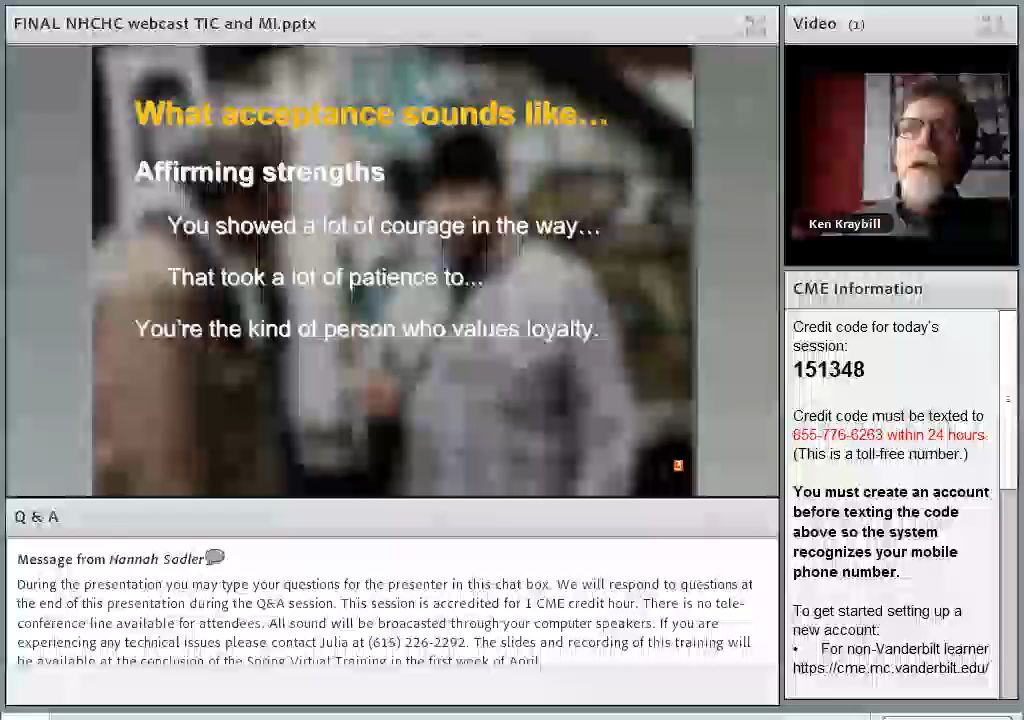 FINAL NHCHC webcast TIC and MI.pptx
What acceptance sounds like...
Affirming strengths
You showed a lot of courage in the way...
That took a lot of patience to...
You're the kind of person who values loyalty.
Q & A
Message from Hannah Sadler
During the presentation you may type your questions for the presenter in this chat box. We will respond to questions at
the end of this presentation during the Q&A session. This session is accredited for 1 CME credit hour. There is no tele-
conference line available for attendees. All sound will be broacasted through your computer speakers. If you are
experiencing any technical issues please contact Julia at (615) 226-2292. The slides and recording of this training will
be available at the conclusion of the Spring Virtual Training in the first week of April.
Video (1)
Ken Kraybill
CME Information
Credit code for today's
session:
151348
Credit code must be texted to
855-776-6263 within 24 hours.
(This is a toll-free number.)
You must create an account
before texting the code
above so the system
recognizes your mobile
phone number.
To get started setting up a
new account:
• For non-Vanderbilt learner
https://cme.mc.vanderbilt.edu/